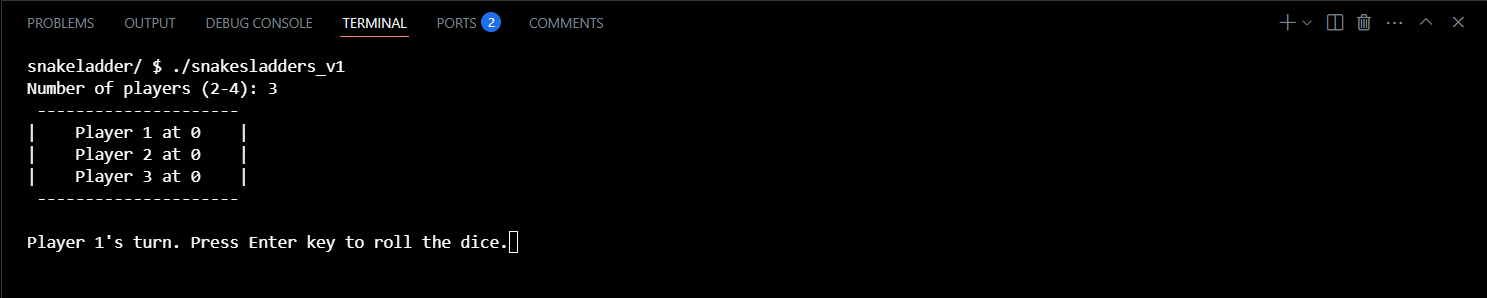 PROBLEMS OUTPUT DEBUG CONSOLE TERMINAL PORTS 2 COMMENTS
snakeladder/ $ ./snakesladders_v1
Number of players (2-4): 3
---------------------
|    Player 1 at 0    |
|    Player 2 at 0    |
|    Player 3 at 0    |
---------------------
Player 1's turn. Press Enter key to roll the dice.